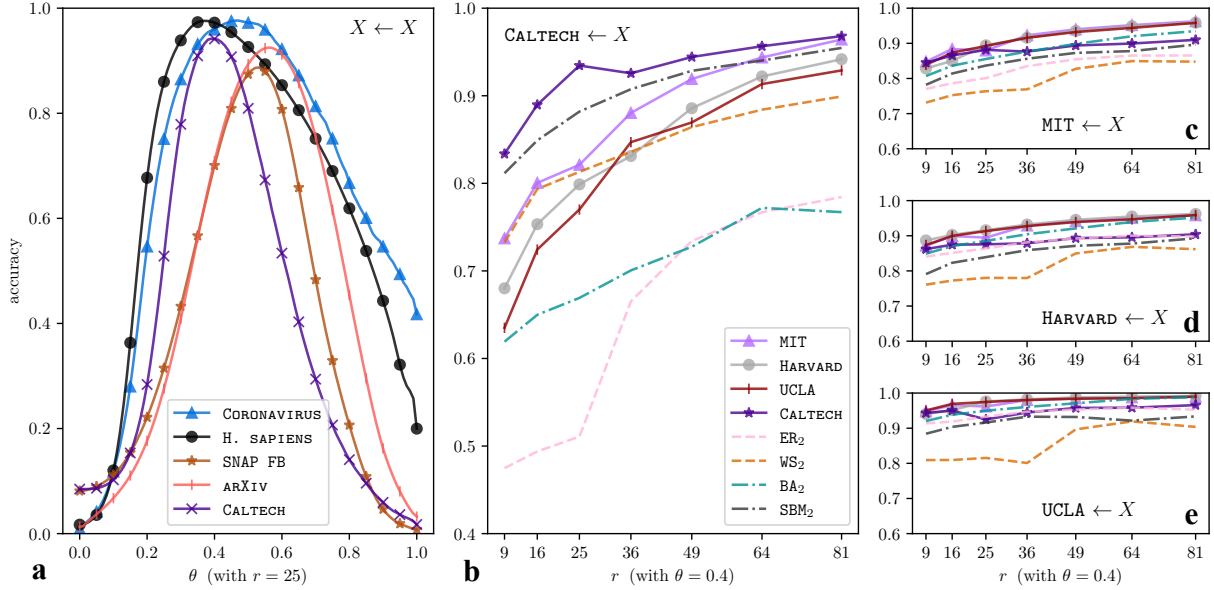 X ← X
accuracy
1.0
0.8
0.6
0.4
0.2
0.0
CORONAVIRUS
H. SAPIENS
SNAP FB
ARXIV
CALTECH
0.0 0.2 0.4 0.6 0.8 1.0
a
θ (with r = 25)
CALTECH ← X
1.0
0.9
0.8
0.7
0.6
0.5
0.4
MIT
HARVARD
UCLA
CALTECH
ER₂
WS₂
BA₂
SBM₂
9 16 25 36 49 64 81
b
r (with θ = 0.4)
1.0
0.9
0.8
0.7
0.6
MIT ← X
c
9 16 25 36 49 64 81
1.0
0.9
0.8
0.7
0.6
HARVARD ← X
d
9 16 25 36 49 64 81
1.0
0.9
0.8
0.7
0.6
UCLA ← X
e
9 16 25 36 49 64 81
r (with θ = 0.4)